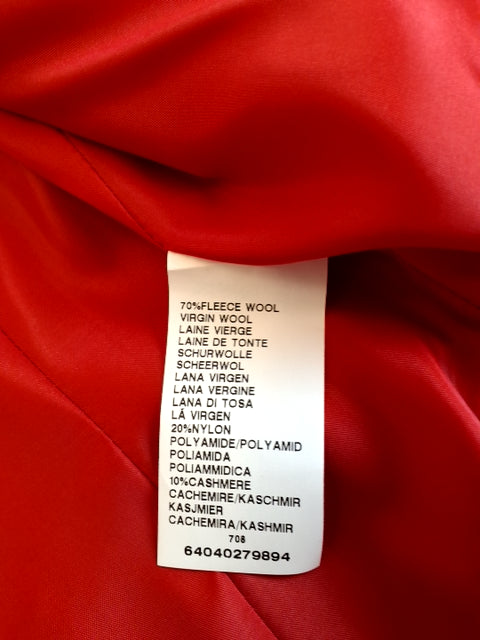 70%FLEECE WOOL
VIRGIN WOOL
LAINE VIERGE
LAINE DE TONTE
SCHURWOLLE
SCHEERWOL
LANA VIRGEN
LANA VERGINE
LANA DI TOSA
LÁ VIRGEN
20%NYLON
POLYAMIDE/POLYAMID
POLIAMIDA
POLIAMMIDICA
10%CASHMERE
CACHEMIRE/KASCHMIR
KASJMIER
CACHEMIRA/KASHMIR
708
64040279894